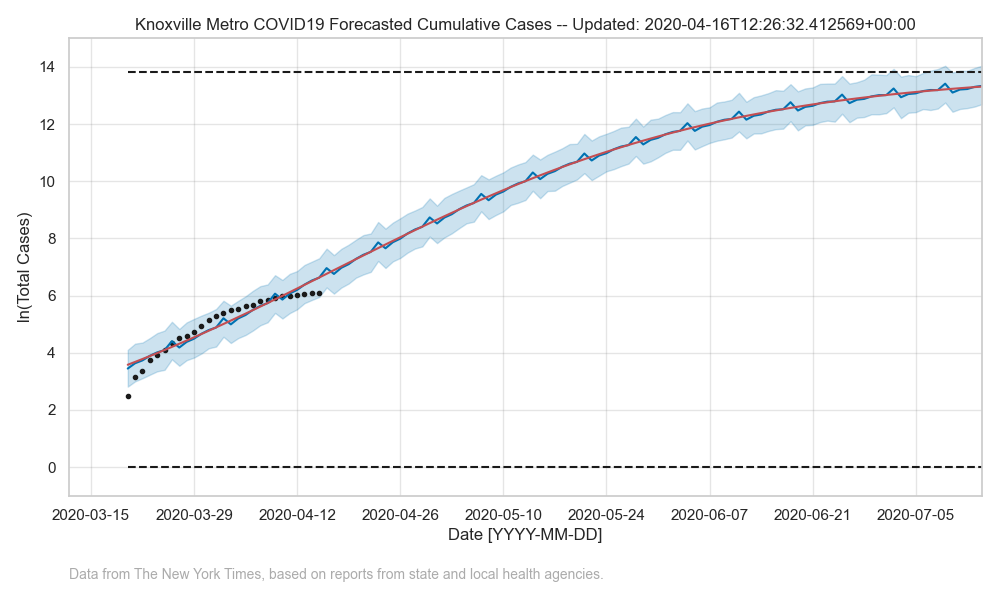 Knoxville Metro COVID19 Forecasted Cumulative Cases -- Updated: 2020-04-16T12:26:32.412569+00:00
ln(Total Cases)
14
12
10
8
6
4
2
0
2020-03-15 2020-03-29 2020-04-12 2020-04-26 2020-05-10 2020-05-24 2020-06-07 2020-06-21 2020-07-05
Date [YYYY-MM-DD]
Data from The New York Times, based on reports from state and local health agencies.